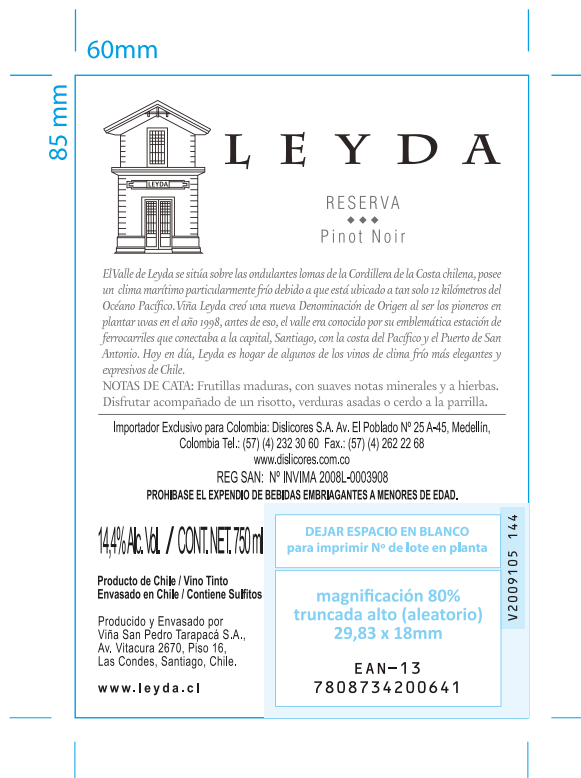 60mm
85 mm
LEYDA
LEYDA
RESERVA
Pinot Noir
El Valle de Leyda se sitúa sobre las ondulantes lomas de la Cordillera de la Costa chilena, posee
un clima marítimo particularmente frío debido a que está ubicado a tan solo 12 kilómetros del
Océano Pacífico. Viña Leyda creó una nueva Denominación de Origen al ser los pioneros en
plantar uvas en el año 1998, antes de eso, el valle era conocido por su emblemática estación de
ferrocarriles que conectaba a la capital, Santiago, con la costa del Pacífico y el Puerto de San
Antonio. Hoy en día, Leyda es hogar de algunos de los vinos de clima frío más elegantes y
expresivos de Chile.
NOTAS DE CATA: Frutillas maduras, con suaves notas minerales y a hierbas.
Disfrutar acompañado de un risotto, verduras asadas o cerdo a la parrilla.
Importador Exclusivo para Colombia: Dislicores S.A. Av. El Poblado Nº 25 A-45, Medellín,
Colombia Tel.: (57) (4) 232 30 60 Fax.: (57) (4) 262 22 68
www.dislicores.com.co
REG SAN: Nº INVIMA 2008L-0003908
PROHIBASE EL EXPENDIO DE BEBIDAS EMBRIAGANTES A MENORES DE EDAD.
14,4% Alc. Vol. / CONT. NET. 750 ml
Producto de Chile / Vino Tinto
Envasado en Chile / Contiene Sulfitos
Producido y Envasado por
Viña San Pedro Tarapacá S.A.,
Av. Vitacura 2670, Piso 16,
Las Condes, Santiago, Chile.
www.leyda.cl
DEJAR ESPACIO EN BLANCO
para imprimir Nº de lote en planta
V2009105 144
magnificación 80%
truncada alto (aleatorio)
29,83 x 18mm
EAN-13
7808734200641